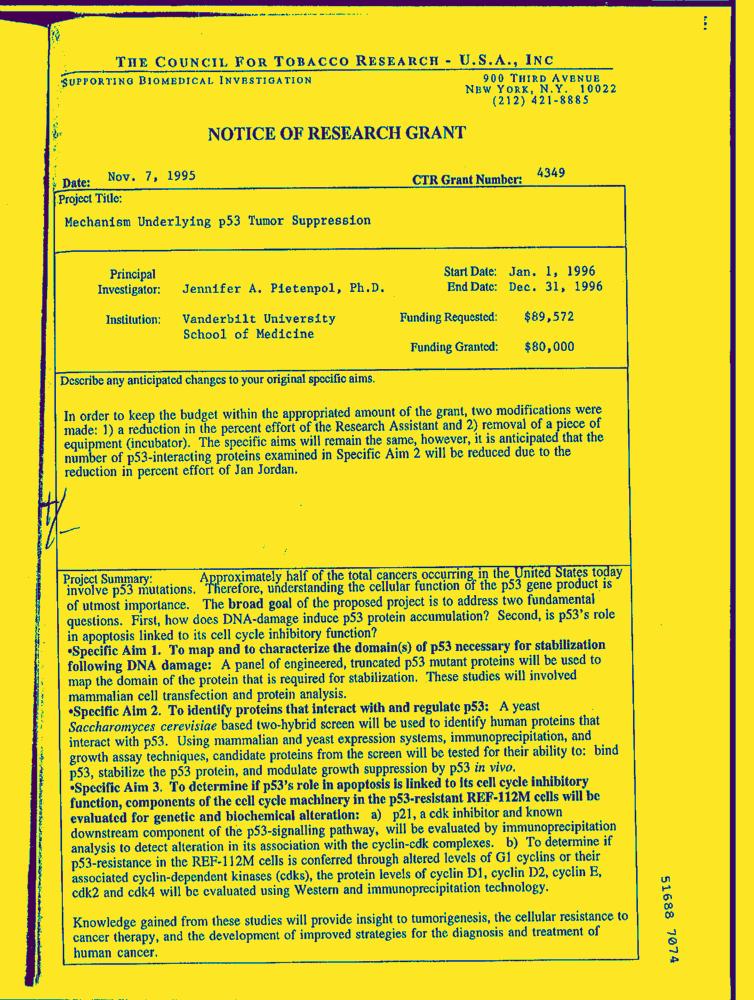 THE COUNCIL FOR TOBACCO RESEARCH - U.S.A., INC
SUPPORTING BIOMEDICAL INVESTIGATION
900 THIRD AVENUE
NEW YORK, N.Y. 10022
(212) 421-8885
NOTICE OF RESEARCH GRANT
Date: Nov. 7, 1995
CTR Grant Number: 4349
Project Title:
Mechanism Underlying p53 Tumor Suppression
Principal
Investigator: Jennifer A. Pietenpol, Ph.D.
Start Date: Jan. 1, 1996
End Date: Dec. 31, 1996
Institution: Vanderbilt University
School of Medicine
Funding Requested: $89,572
Funding Granted: $80,000
Describe any anticipated changes to your original specific aims.
In order to keep the budget within the appropriated amount of the grant, two modifications were
made: 1) a reduction in the percent effort of the Research Assistant and 2) removal of a piece of
equipment (incubator). The specific aims will remain the same, however, it is anticipated that the
number of p53-interacting proteins examined in Specific Aim 2 will be reduced due to the
reduction in percent effort of Jan Jordan.
Project Summary: Approximately half of the total cancers occurring in the United States today
involve p53 mutations. Therefore, understanding the cellular function of the p53 gene product is
of utmost importance. The broad goal of the proposed project is to address two fundamental
questions. First, how does DNA-damage induce p53 protein accumulation? Second, is p53's role
in apoptosis linked to its cell cycle inhibitory function?
•Specific Aim 1. To map and to characterize the domain(s) of p53 necessary for stabilization
following DNA damage: A panel of engineered, truncated p53 mutant proteins will be used to
map the domain of the protein that is required for stabilization. These studies will involved
mammalian cell transfection and protein analysis.
•Specific Aim 2. To identify proteins that interact with and regulate p53: A yeast
Saccharomyces cerevisiae based two-hybrid screen will be used to identify human proteins that
interact with p53. Using mammalian and yeast expression systems, immunoprecipitation, and
growth assay techniques, candidate proteins from the screen will be tested for their ability to: bind
p53, stabilize the p53 protein, and modulate growth suppression by p53 in vivo.
•Specific Aim 3. To determine if p53's role in apoptosis is linked to its cell cycle inhibitory
function, components of the cell cycle machinery in the p53-resistant REF-112M cells will be
evaluated for genetic and biochemical alteration: a) p21, a cdk inhibitor and known
downstream component of the p53-signalling pathway, will be evaluated by immunoprecipitation
analysis to detect alteration in its association with the cyclin-cdk complexes. b) To determine if
p53-resistance in the REF-112M cells is conferred through altered levels of G1 cyclins or their
associated cyclin-dependent kinases (cdks), the protein levels of cyclin D1, cyclin D2, cyclin E,
cdk2 and cdk4 will be evaluated using Western and immunoprecipitation technology.
Knowledge gained from these studies will provide insight to tumorigenesis, the cellular resistance to
cancer therapy, and the development of improved strategies for the diagnosis and treatment of
human cancer.
51688 7074